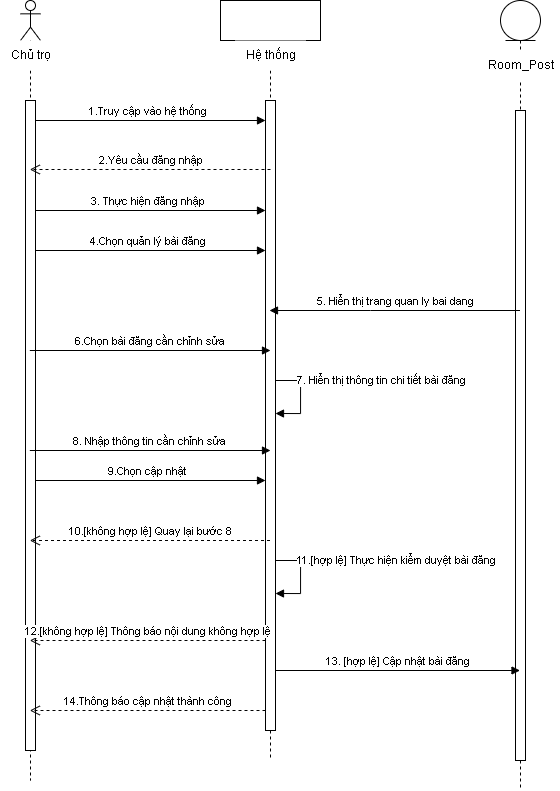 Chủ trọ
Hệ thống
Room_Post
1.Truy cập vào hệ thống
2.Yêu cầu đăng nhập
3. Thực hiện đăng nhập
4.Chọn quản lý bài đăng
5. Hiển thị trang quan ly bai dang
6.Chọn bài đăng cần chỉnh sửa
7. Hiển thị thông tin chi tiết bài đăng
8. Nhập thông tin cần chỉnh sửa
9.Chọn cập nhật
10.[không hợp lệ] Quay lại bước 8
11.[hợp lệ] Thực hiện kiểm duyệt bài đăng
12.[không hợp lệ] Thông báo nội dung không hợp lệ
13. [hợp lệ] Cập nhật bài đăng
14.Thông báo cập nhật thành công